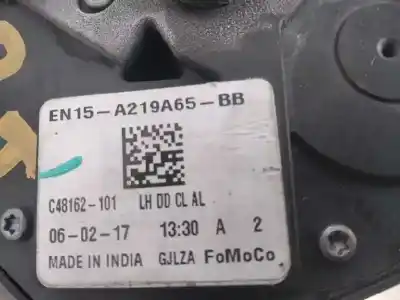 EN15-A219A65-BB
C48162-101 LH DD CL AL
06-02-17 13:30 A 2
MADE IN INDIA GJLZA FoMoCo